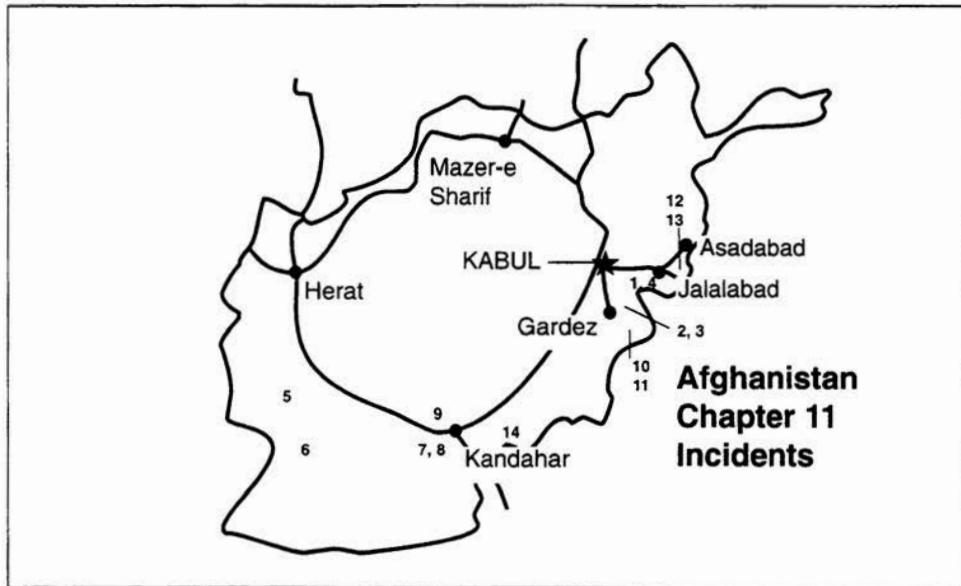 Mazer-e
Sharif
12
13
Asadabad
KABUL
Herat
1, 4
Jalalabad
Gardez
2, 3
10
11
Afghanistan
Chapter 11
Incidents
5
9
6
7, 8
14
Kandahar